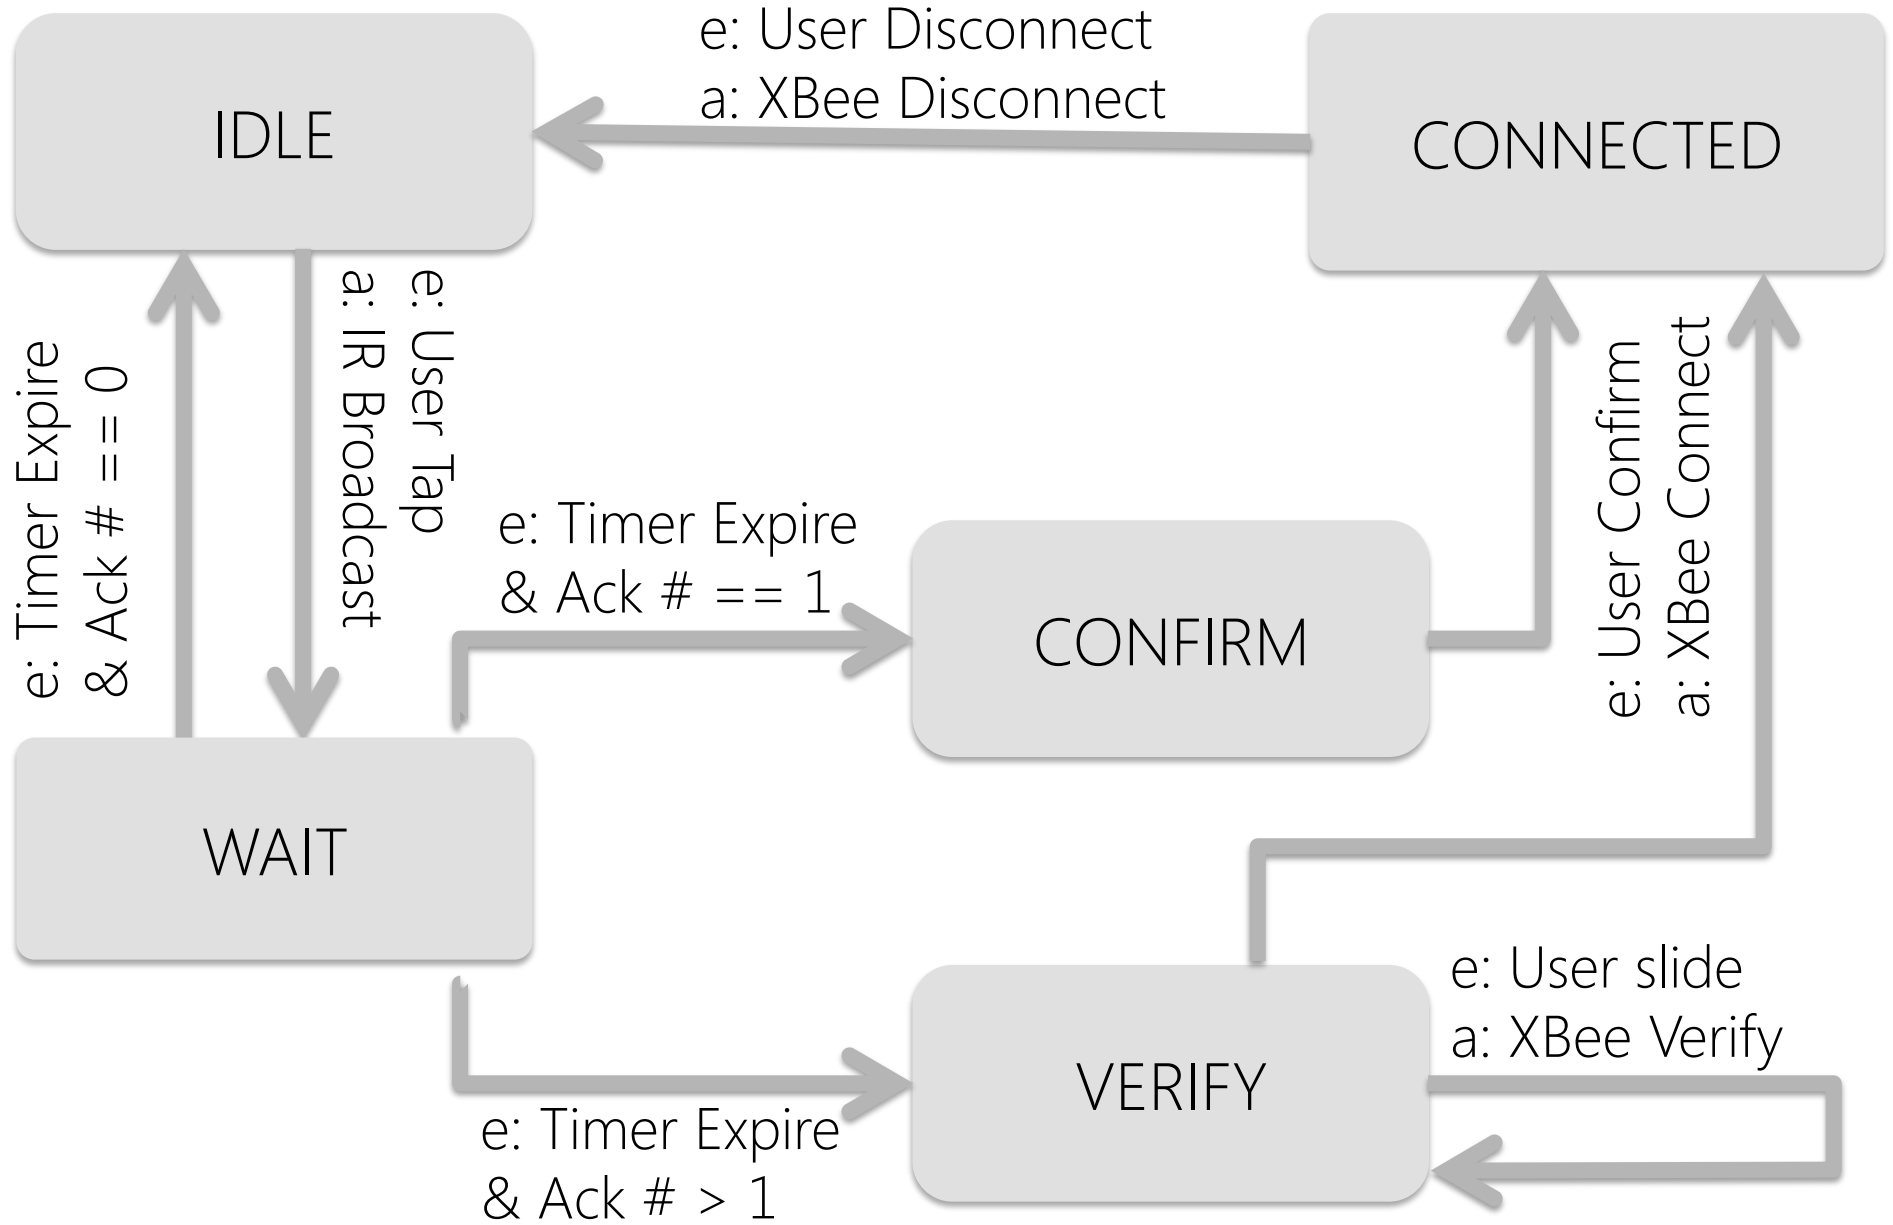 e: User Disconnect
a: XBee Disconnect
IDLE
CONNECTED
e: Timer Expire
& Ack # == 0
e: User Tap
a: IR Broadcast
e: Timer Expire
& Ack # == 1
CONFIRM
e: User Confirm
a: XBee Connect
WAIT
e: User slide
a: XBee Verify
VERIFY
e: Timer Expire
& Ack # > 1